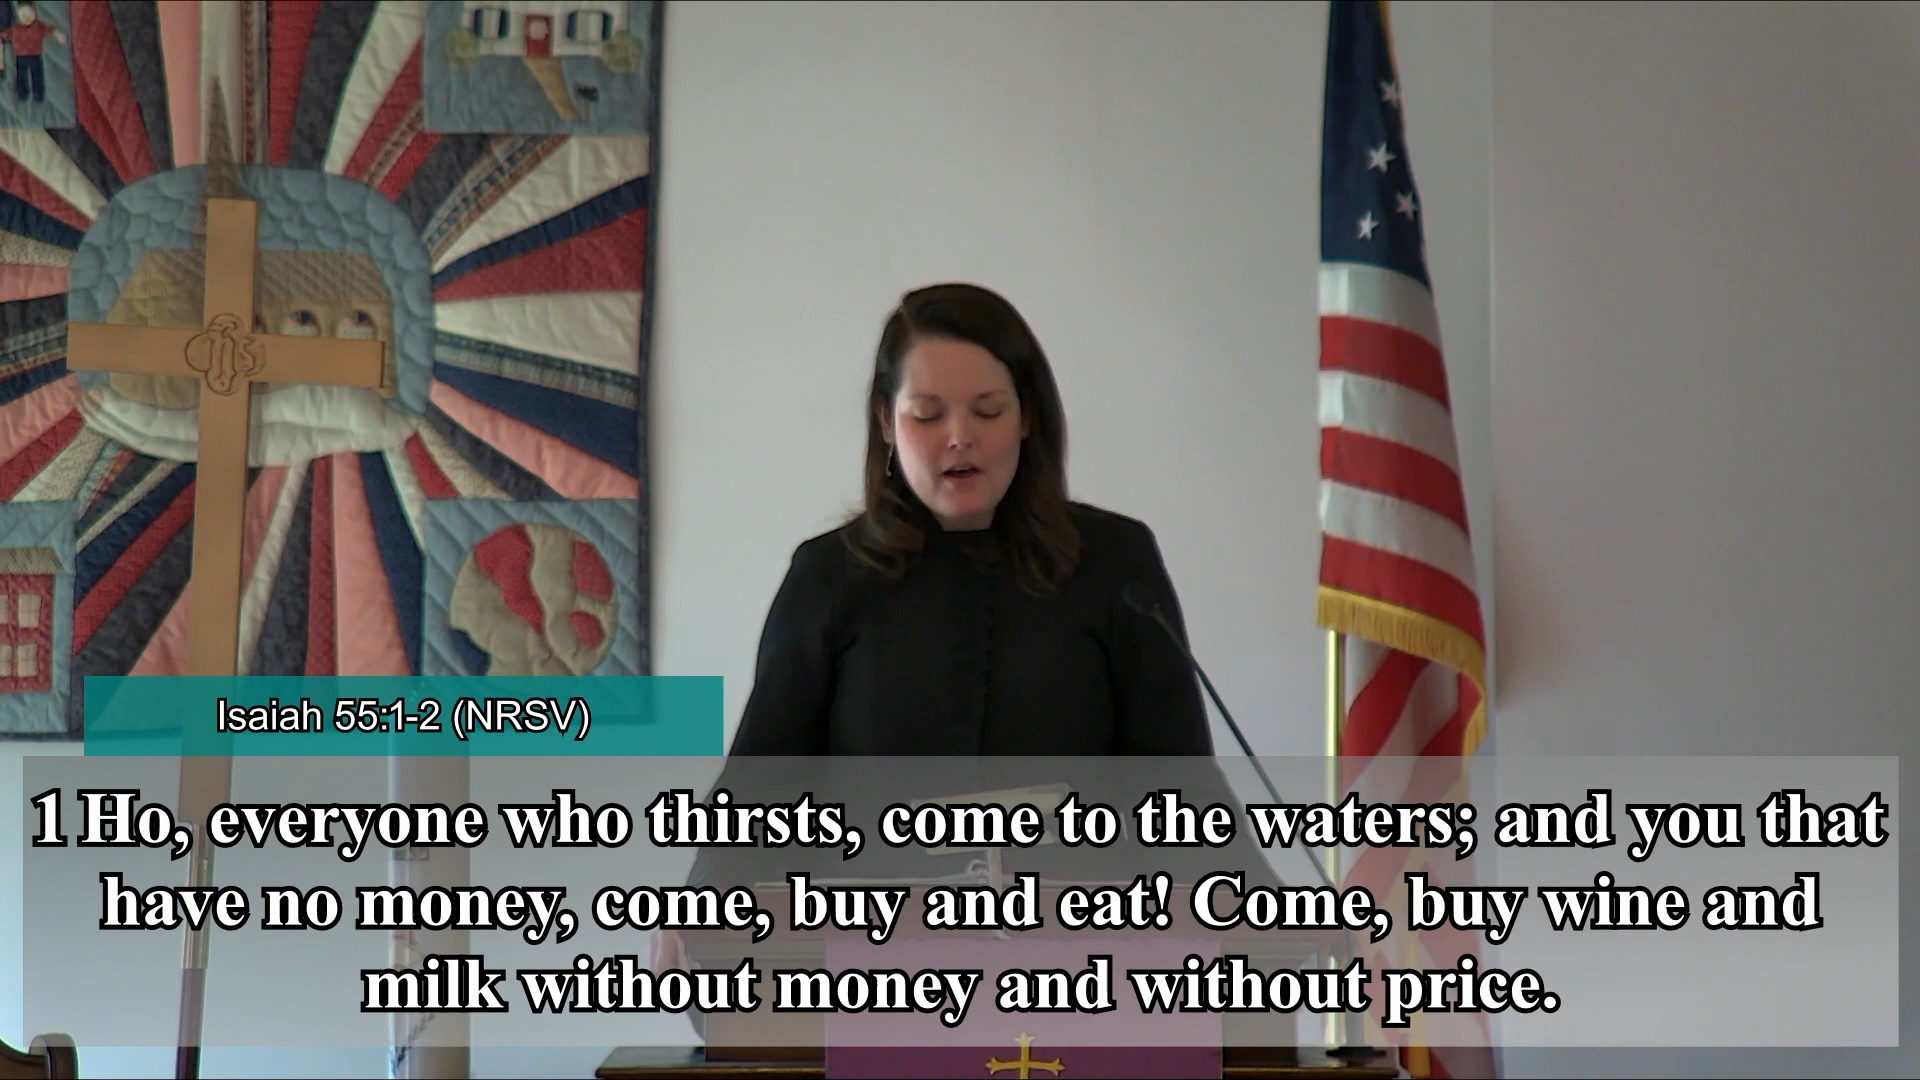 IHS
Isaiah 55:1-2 (NRSV)
1 Ho, everyone who thirsts, come to the waters; and you that
have no money, come, buy and eat! Come, buy wine and
milk without money and without price.